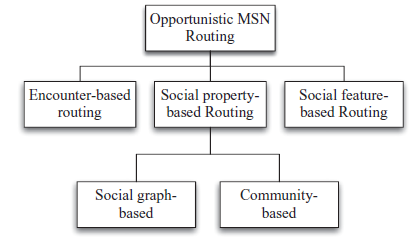 Opportunistic MSN
Routing
Encounter-based
routing
Social property-
based Routing
Social feature-
based Routing
Social graph-
based
Community-
based